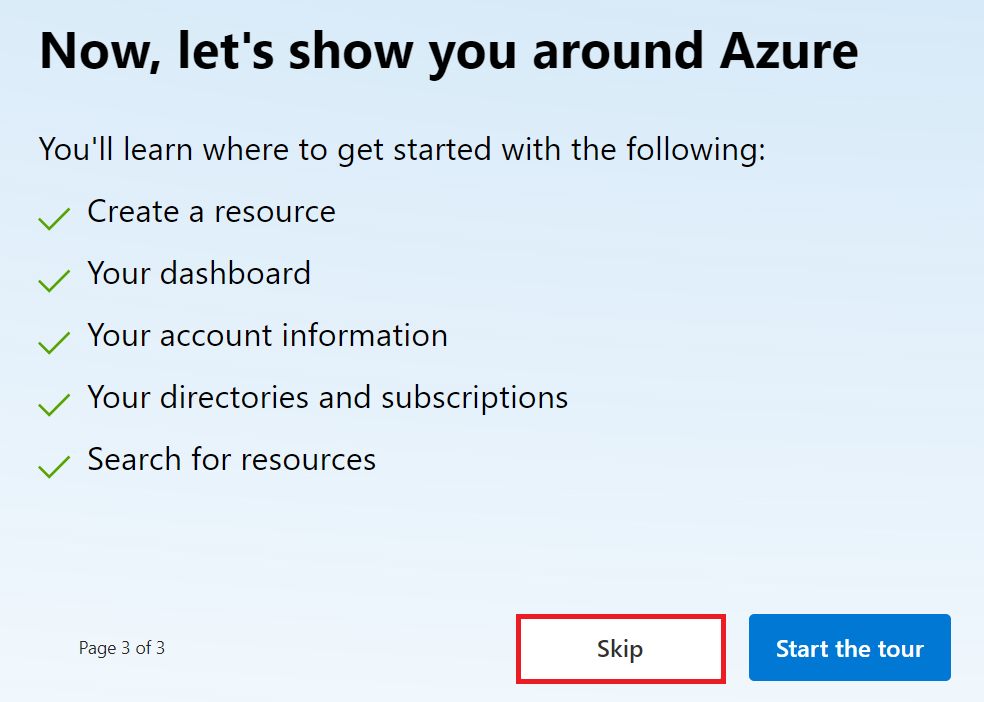 Now, let's show you around Azure
You'll learn where to get started with the following:
Create a resource
Your dashboard
Your account information
Your directories and subscriptions
Search for resources
Page 3 of 3
Skip
Start the tour